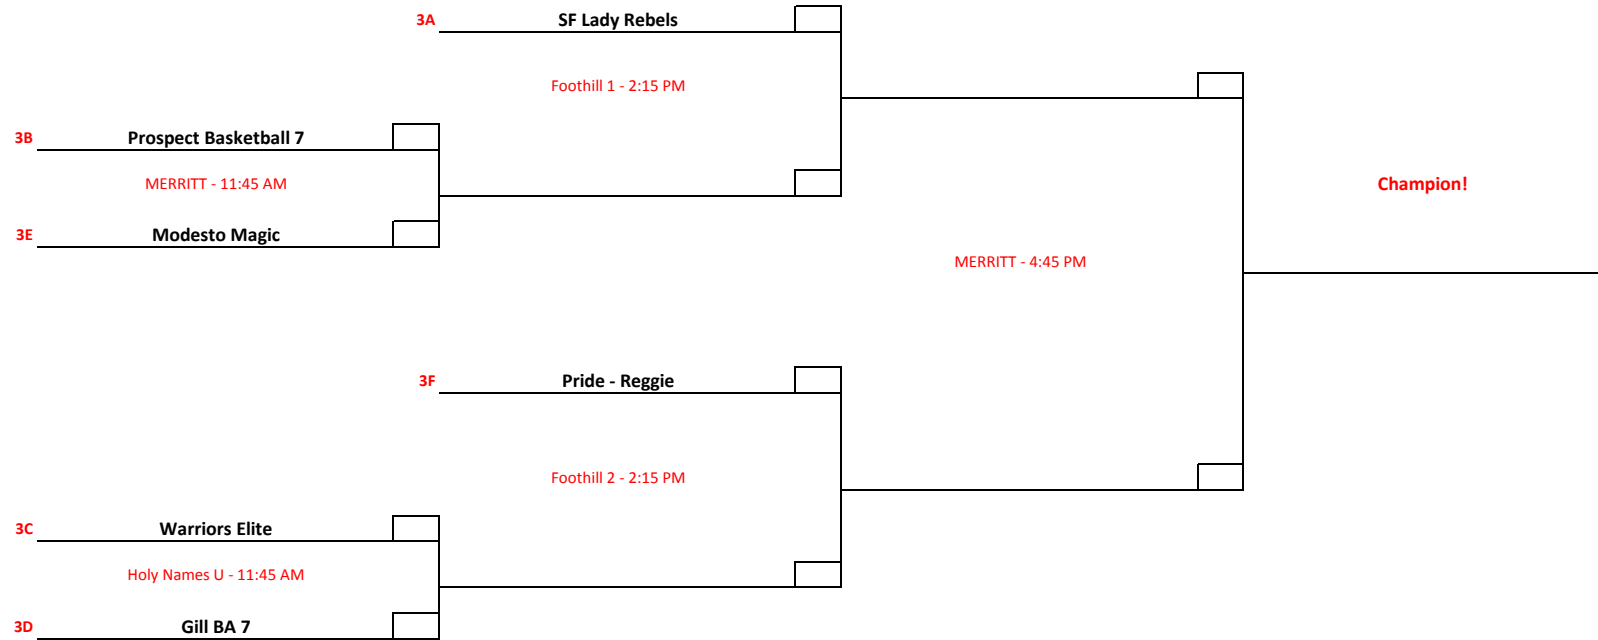 3A
SF Lady Rebels
Foothill 1 - 2:15 PM
3B
Prospect Basketball 7
MERRITT - 11:45 AM
Champion!
3E
Modesto Magic
MERRITT - 4:45 PM
3F
Pride - Reggie
Foothill 2 - 2:15 PM
3C
Warriors Elite
Holy Names U - 11:45 AM
3D
Gill BA 7